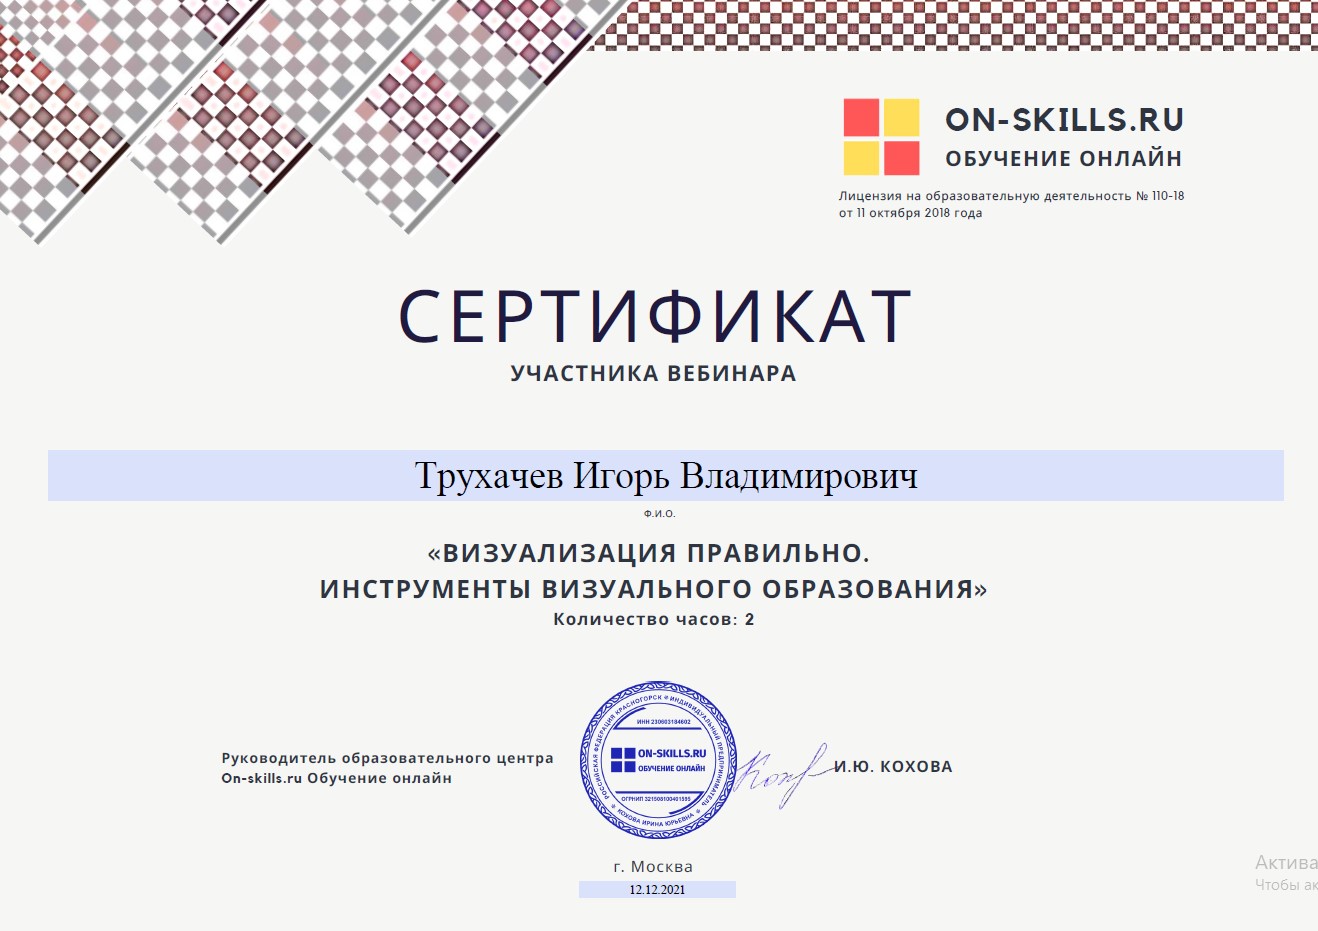 ON-SKILLS.RU
ОБУЧЕНИЕ ОНЛАЙН
Лицензия на образовательную деятельность № 110-18
от 11 октября 2018 года
СЕРТИФИКАТ
УЧАСТНИКА ВЕБИНАРА
Трухачев Игорь Владимирович
Ф.И.О.
«ВИЗУАЛИЗАЦИЯ ПРАВИЛЬНО.
ИНСТРУМЕНТЫ ВИЗУАЛЬНОГО ОБРАЗОВАНИЯ»
Количество часов: 2
Руководитель образовательного центра
On-skills.ru Обучение онлайн
РОССИЙСКАЯ ФЕДЕРАЦИЯ КРАСНОГОРСК * ИНДИВИДУАЛЬНЫЙ ПРЕДПРИНИМАТЕЛЬ
* КОХОВА ИРИНА ЮРЬЕВНА *
ИНН 230603184602
ON-SKILLS.RU
ОБУЧЕНИЕ ОНЛАЙН
И.Ю. КОХОВА
г. Москва
12.12.2021
Актива
Чтобы ак